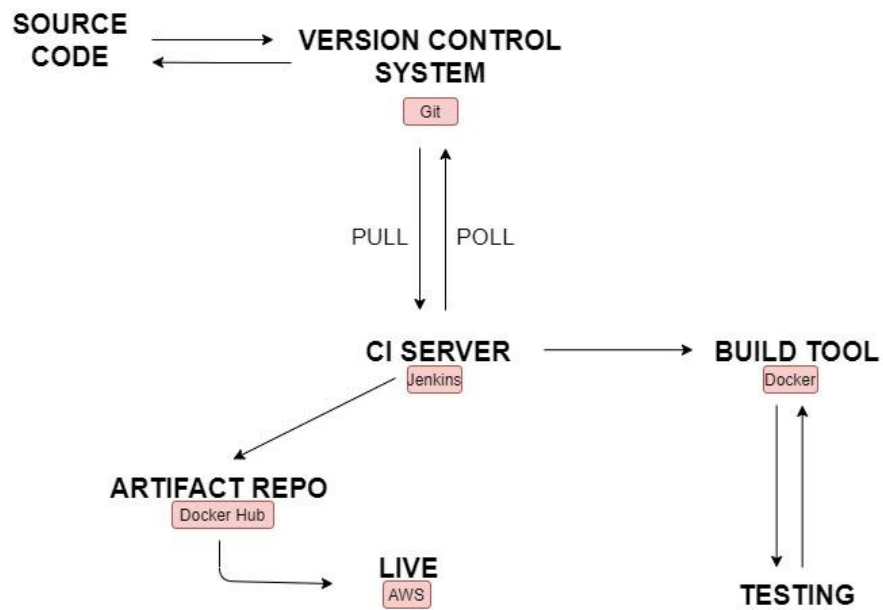 SOURCE
CODE
VERSION CONTROL
SYSTEM
Git
PULL
POLL
CI SERVER
Jenkins
BUILD TOOL
Docker
ARTIFACT REPO
Docker Hub
LIVE
AWS
TESTING